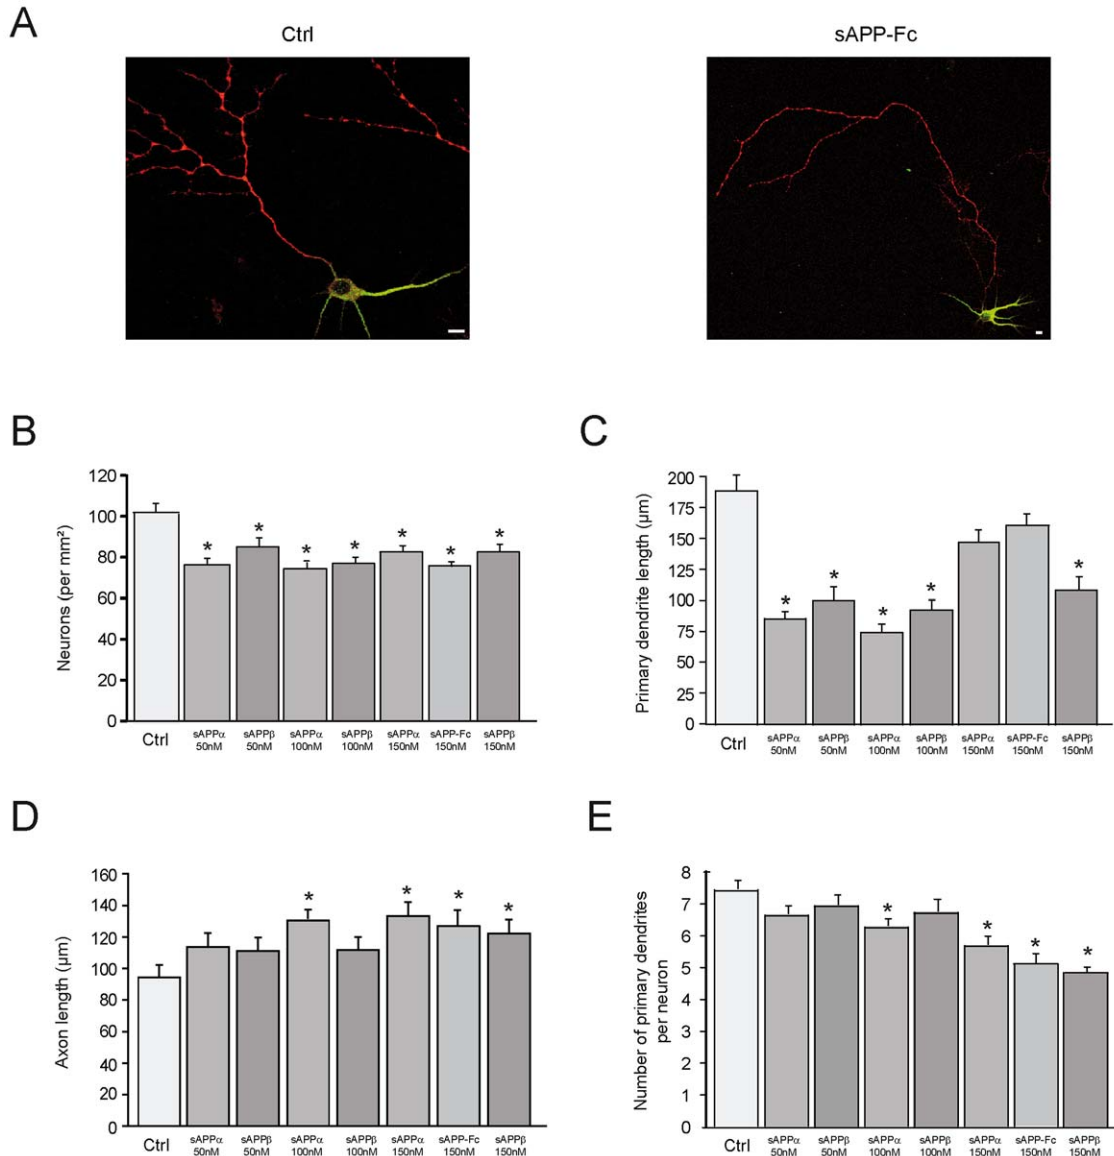 A
Ctrl
sAPP-Fc
B
Neurons (per mm²)
120
100
80
60
40
20
0
* * * * * * *
Ctrl sAPPα sAPPβ sAPPα sAPPβ sAPPα sAPP-Fc sAPPβ
50nM 50nM 100nM 100nM 150nM 150nM 150nM
C
Primary dendrite length (µm)
200
175
150
125
100
75
50
25
0
* * * * *
Ctrl sAPPα sAPPβ sAPPα sAPPβ sAPPα sAPP-Fc sAPPβ
50nM 50nM 100nM 100nM 150nM 150nM 150nM
D
Axon length (µm)
160
140
120
100
80
60
40
20
0
* * * *
Ctrl sAPPα sAPPβ sAPPα sAPPβ sAPPα sAPP-Fc sAPPβ
50nM 50nM 100nM 100nM 150nM 150nM 150nM
E
Number of primary dendrites
per neuron
8
7
6
5
4
3
2
1
0
* * * *
Ctrl sAPPα sAPPβ sAPPα sAPPβ sAPPα sAPP-Fc sAPPβ
50nM 50nM 100nM 100nM 150nM 150nM 150nM